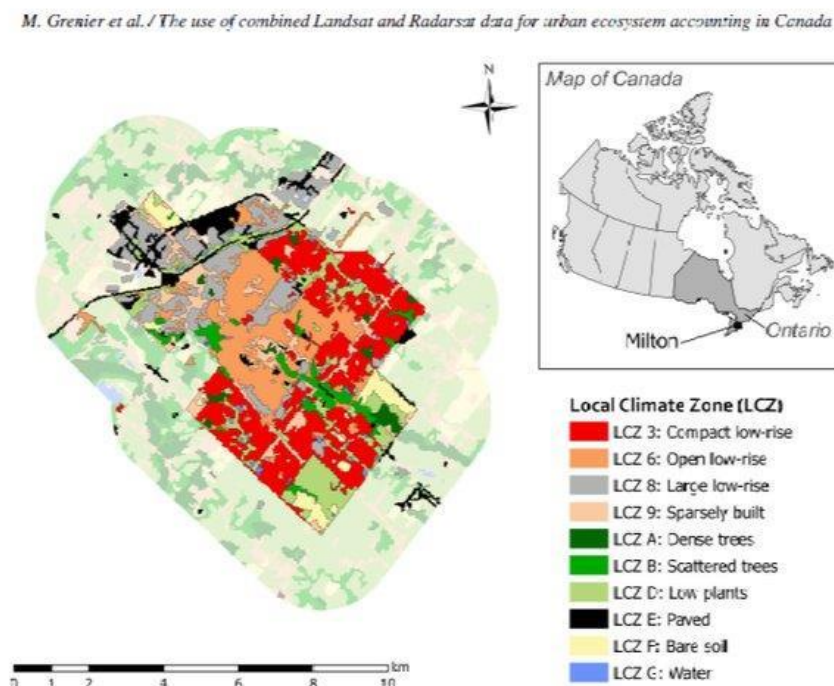 M. Grenier et al. / The use of combined Landsat and Radarsat data for urban ecosystem accounting in Canada
N
Map of Canada
Milton
Ontario
Local Climate Zone (LCZ)
LCZ 3: Compact low-rise
LCZ 6: Open low-rise
LCZ 8: Large low-rise
LCZ 9: Sparsely built
LCZ A: Dense trees
LCZ B: Scattered trees
LCZ D: Low plants
LCZ E: Paved
LCZ F: Bare soil
LCZ G: Water
km
0 1 2 4 6 8 10